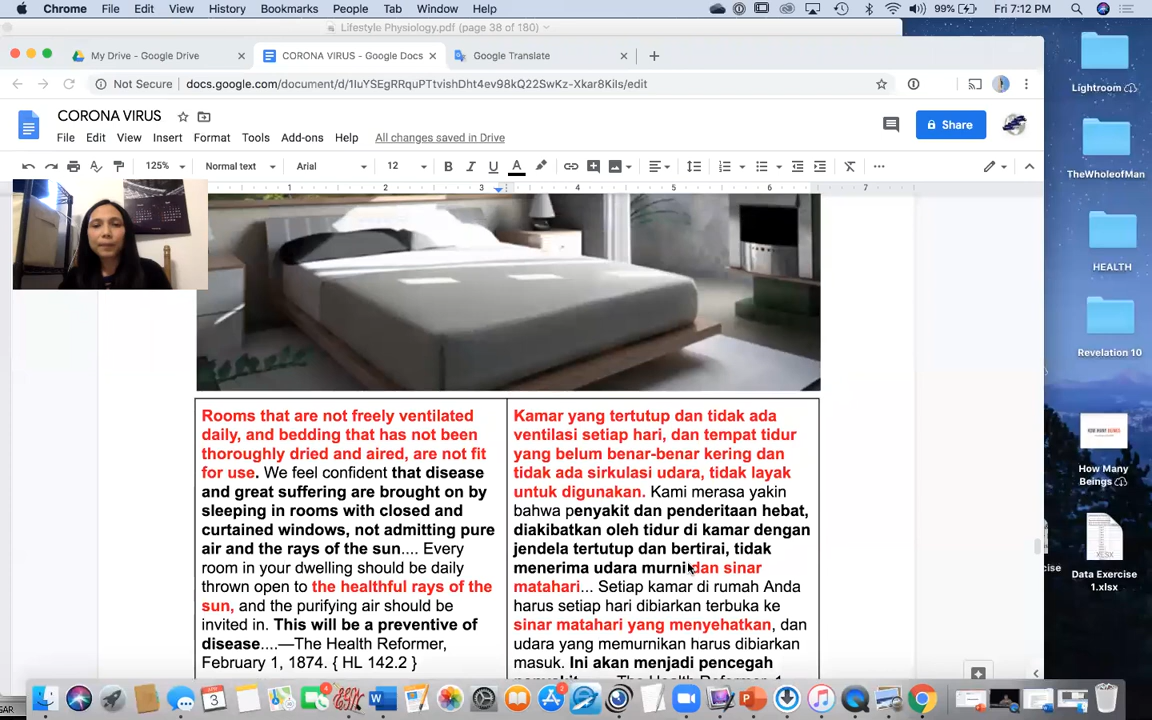 Chrome File Edit View History Bookmarks People Tab Window Help 99% Fri 7:12 PM
Lifestyle Physiology.pdf (page 38 of 180)
My Drive - Google Drive
CORONA VIRUS - Google Docs
Google Translate
Not Secure docs.google.com/document/d/1IuYSEgRRquPTtvishDht4ev98kQ22SwKz-Xkar8Kils/edit
CORONA VIRUS
Share
File Edit View Insert Format Tools Add-ons Help All changes saved in Drive
125% Normal text Arial 12
1 2 3 4 5 6 7
Rooms that are not freely ventilated
daily, and bedding that has not been
thoroughly dried and aired, are not fit
for use. We feel confident that disease
and great suffering are brought on by
sleeping in rooms with closed and
curtained windows, not admitting pure
air and the rays of the sun.... Every
room in your dwelling should be daily
thrown open to the healthful rays of the
sun, and the purifying air should be
invited in. This will be a preventive of
disease....—The Health Reformer,
February 1, 1874. { HL 142.2 }
Kamar yang tertutup dan tidak ada
ventilasi setiap hari, dan tempat tidur
yang belum benar-benar kering dan
tidak ada sirkulasi udara, tidak layak
untuk digunakan. Kami merasa yakin
bahwa penyakit dan penderitaan hebat,
diakibatkan oleh tidur di kamar dengan
jendela tertutup dan bertirai, tidak
menerima udara murni dan sinar
matahari... Setiap kamar di rumah Anda
harus setiap hari dibiarkan terbuka ke
sinar matahari yang menyehatkan, dan
udara yang memurnikan harus dibiarkan
masuk. Ini akan menjadi pencegah
Lightroom
TheWholeofMan
HEALTH
Revelation 10
How Many
Beings
XLSX
Data Exercise
1.xlsx